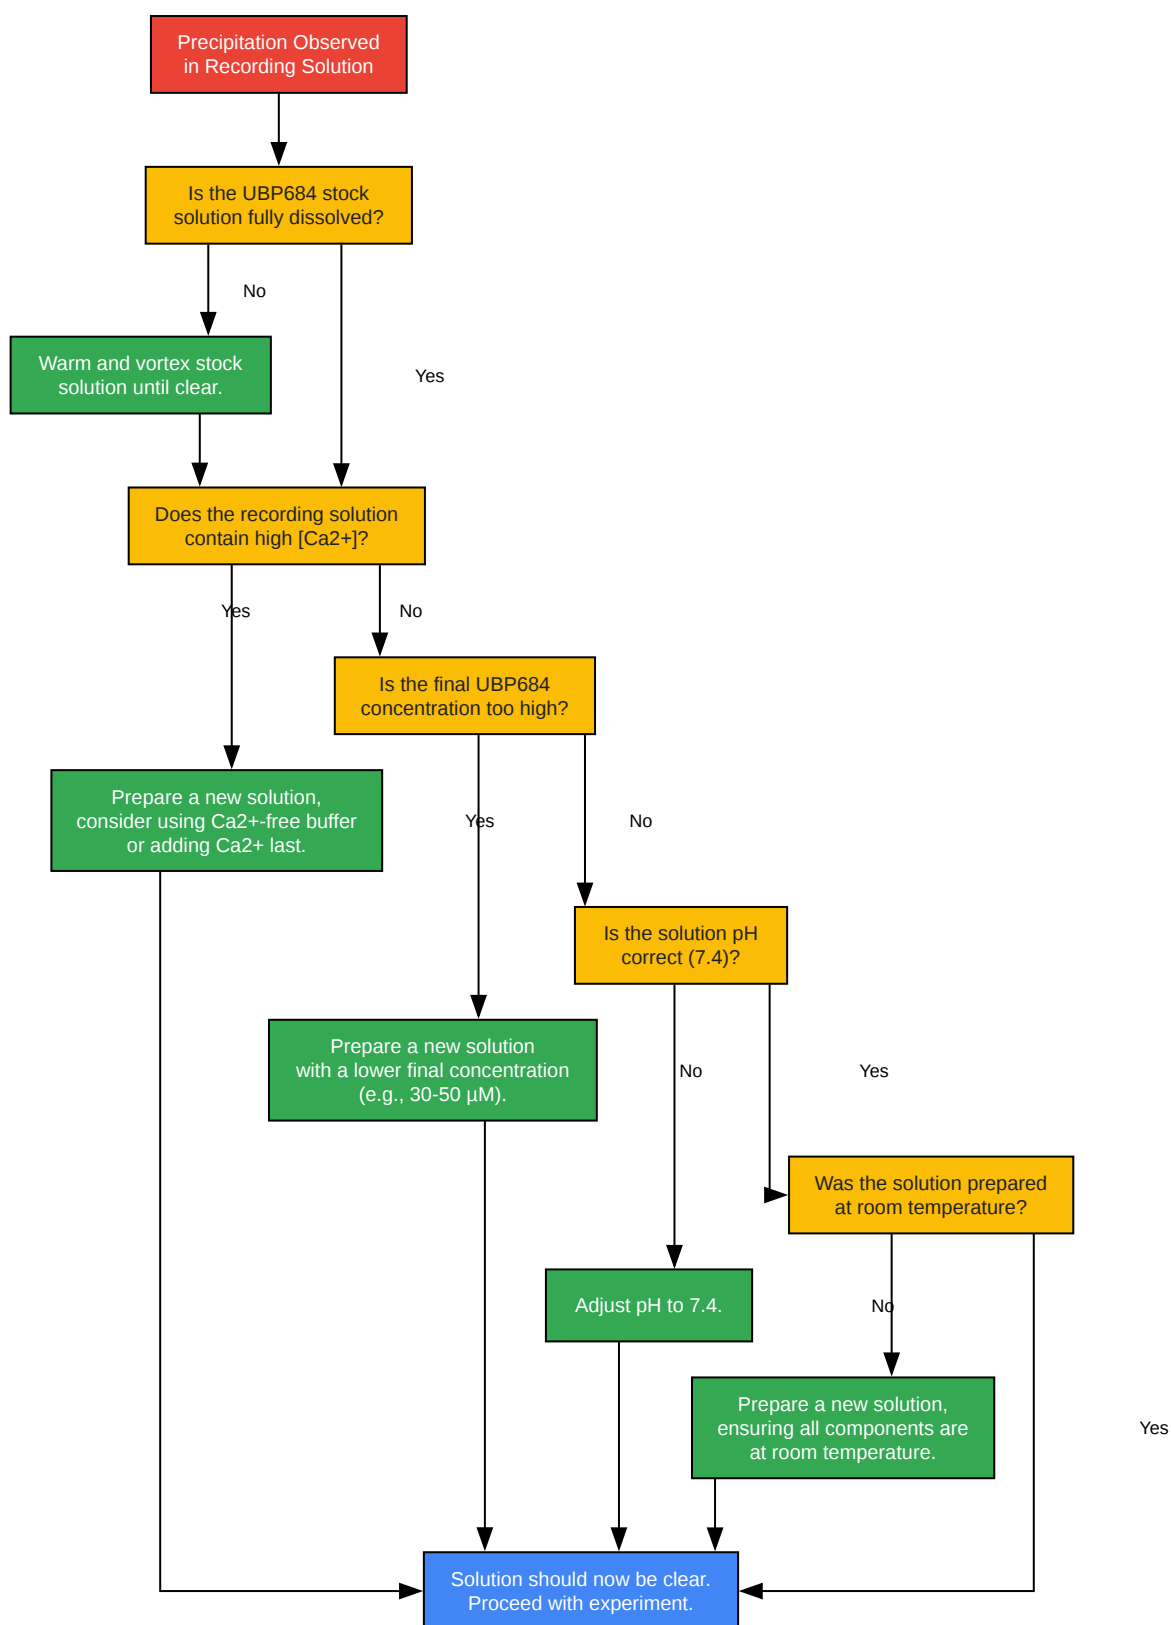 Precipitation Observed
in Recording Solution
Is the UBP684 stock
solution fully dissolved?
No
Warm and vortex stock
solution until clear.
Yes
Does the recording solution
contain high [Ca2+]?
Yes
No
Is the final UBP684
concentration too high?
Prepare a new solution,
consider using Ca2+-free buffer
or adding Ca2+ last.
Yes
No
Is the solution pH
correct (7.4)?
Prepare a new solution
with a lower final concentration
(e.g., 30-50 µM).
No
Yes
Was the solution prepared
at room temperature?
Adjust pH to 7.4.
No
Prepare a new solution,
ensuring all components are
at room temperature.
Yes
Solution should now be clear.
Proceed with experiment.